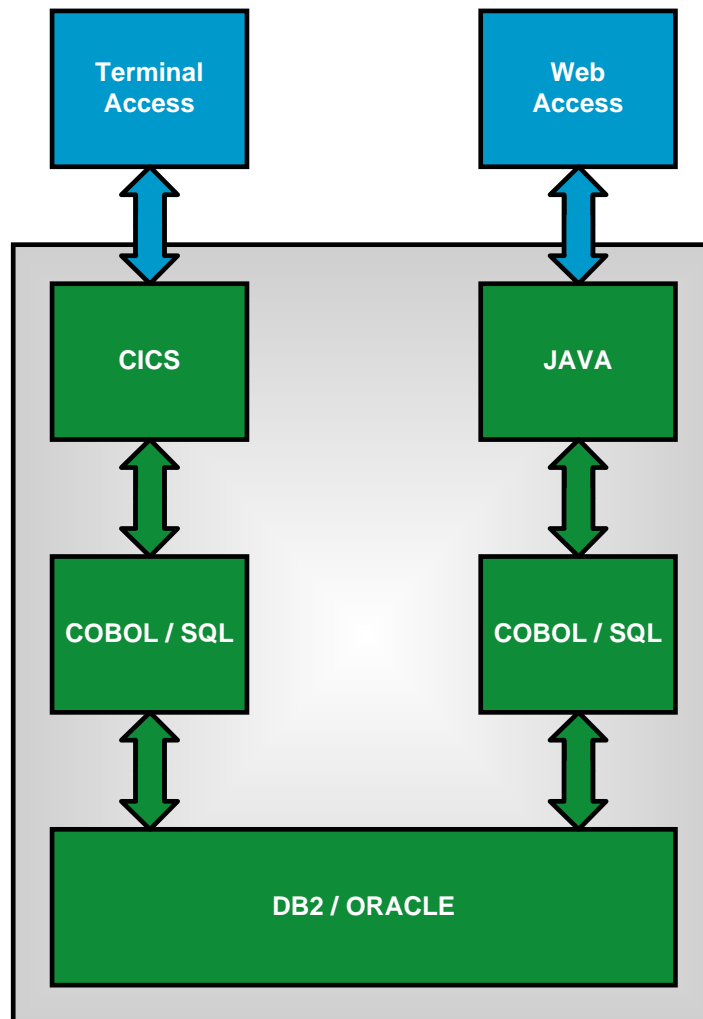 Terminal
Access
Web
Access
CICS
JAVA
COBOL / SQL
COBOL / SQL
DB2 / ORACLE